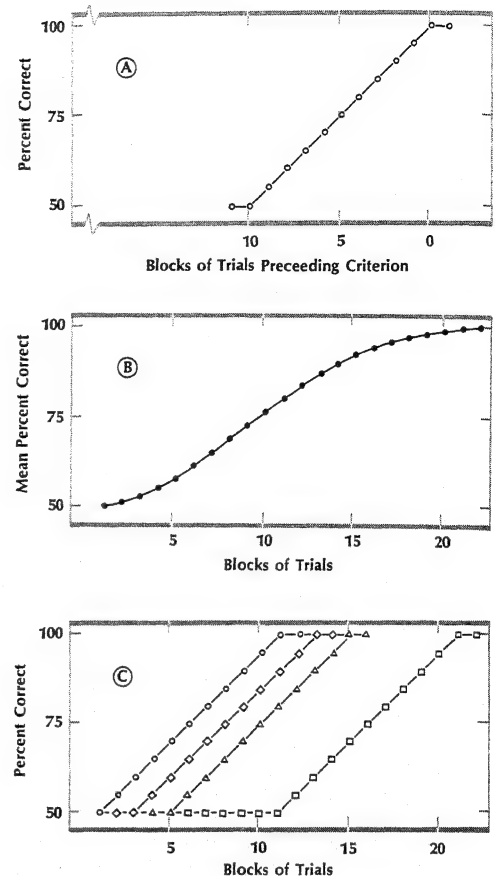 100
75
50
Percent Correct
A
10 5 0
Blocks of Trials Preceeding Criterion
100
75
50
Mean Percent Correct
B
5 10 15 20
Blocks of Trials
100
75
50
Percent Correct
C
5 10 15 20
Blocks of Trials